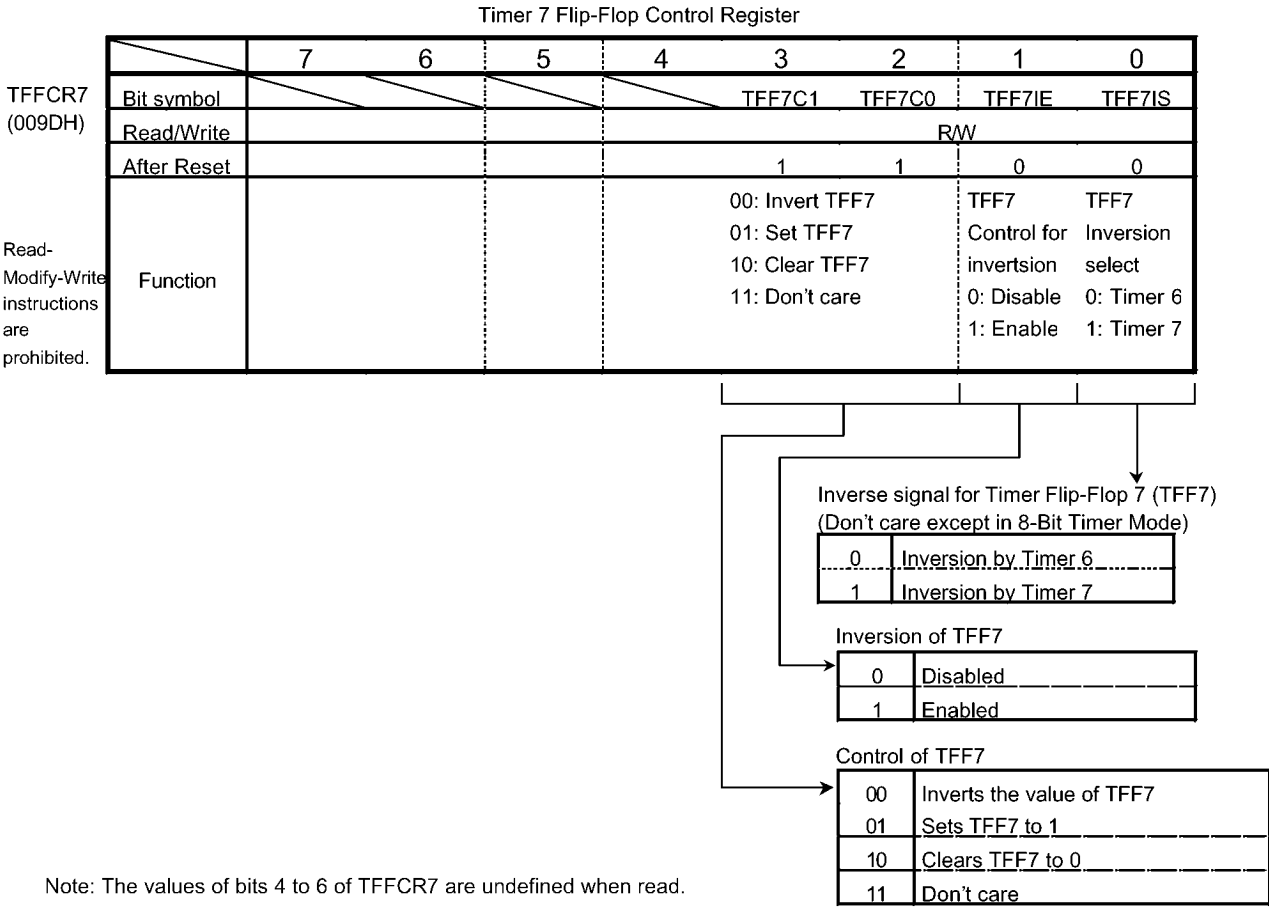 Timer 7 Flip-Flop Control Register
7 6 5 4 3 2 1 0
TFFCR7
(009DH)
Bit symbol TFF7C1 TFF7C0 TFF7IE TFF7IS
Read/Write R/W
After Reset 1 1 0 0
Read-
Modify-Write
instructions
are
prohibited.
Function
00: Invert TFF7
01: Set TFF7
10: Clear TFF7
11: Don't care
TFF7
Control for
invertsion
0: Disable
1: Enable
TFF7
Inversion
select
0: Timer 6
1: Timer 7
Inverse signal for Timer Flip-Flop 7 (TFF7)
(Don't care except in 8-Bit Timer Mode)
0 Inversion by Timer 6
1 Inversion by Timer 7
Inversion of TFF7
0 Disabled
1 Enabled
Control of TFF7
00 Inverts the value of TFF7
01 Sets TFF7 to 1
10 Clears TFF7 to 0
11 Don't care
Note: The values of bits 4 to 6 of TFFCR7 are undefined when read.